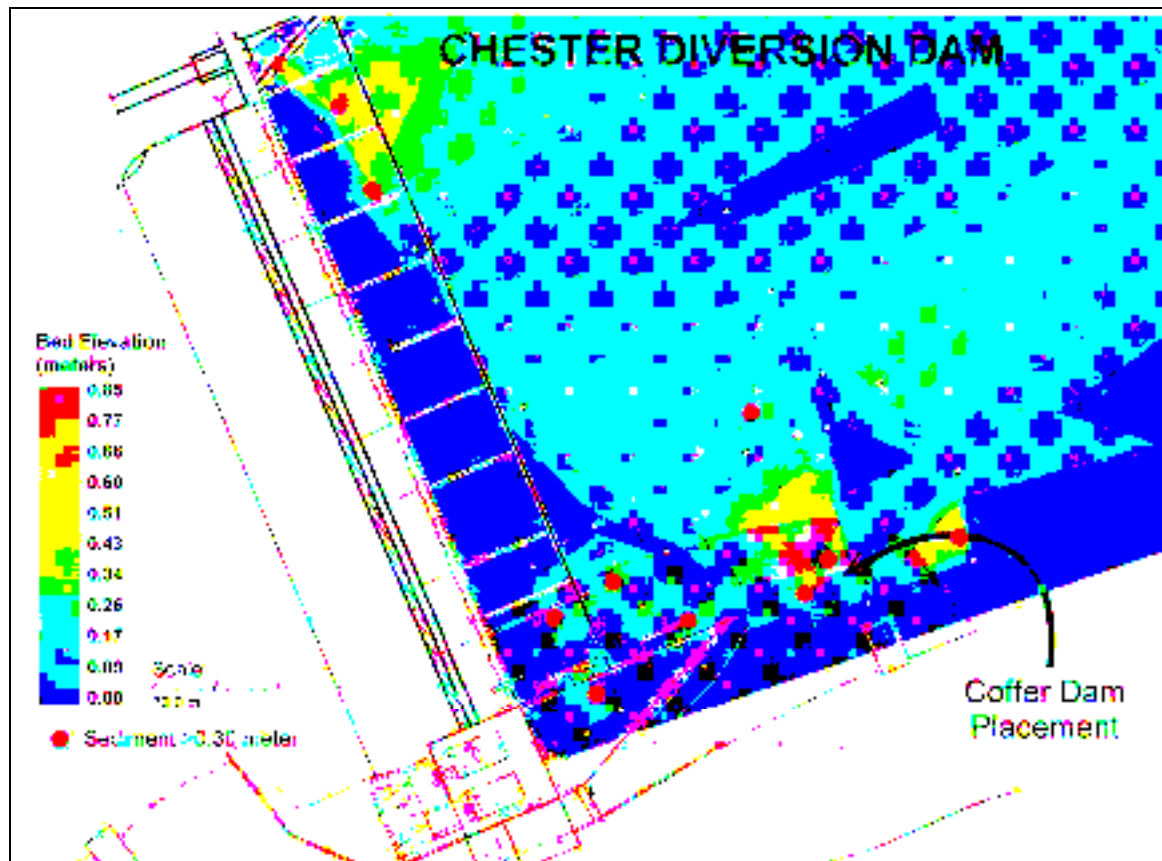 CHESTER DIVERSION DAM
Bed Elevation
(meters)
0.85
0.77
0.68
0.60
0.51
0.43
0.34
0.26
0.17
0.09
0.00
Scale
Sediment >0.30 meter
Coffer Dam
Placement